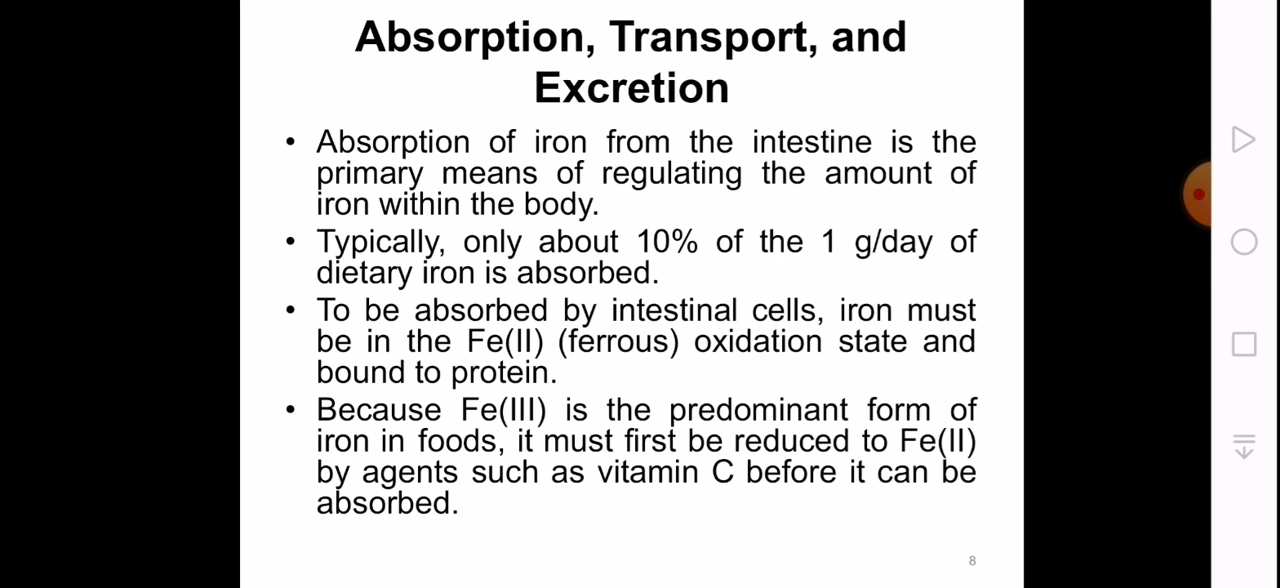 Absorption, Transport, and
Excretion
• Absorption of iron from the intestine is the
primary means of regulating the amount of
iron within the body.
• Typically, only about 10% of the 1 g/day of
dietary iron is absorbed.
• To be absorbed by intestinal cells, iron must
be in the Fe(II) (ferrous) oxidation state and
bound to protein.
• Because Fe(III) is the predominant form of
iron in foods, it must first be reduced to Fe(II)
by agents such as vitamin C before it can be
absorbed.
8